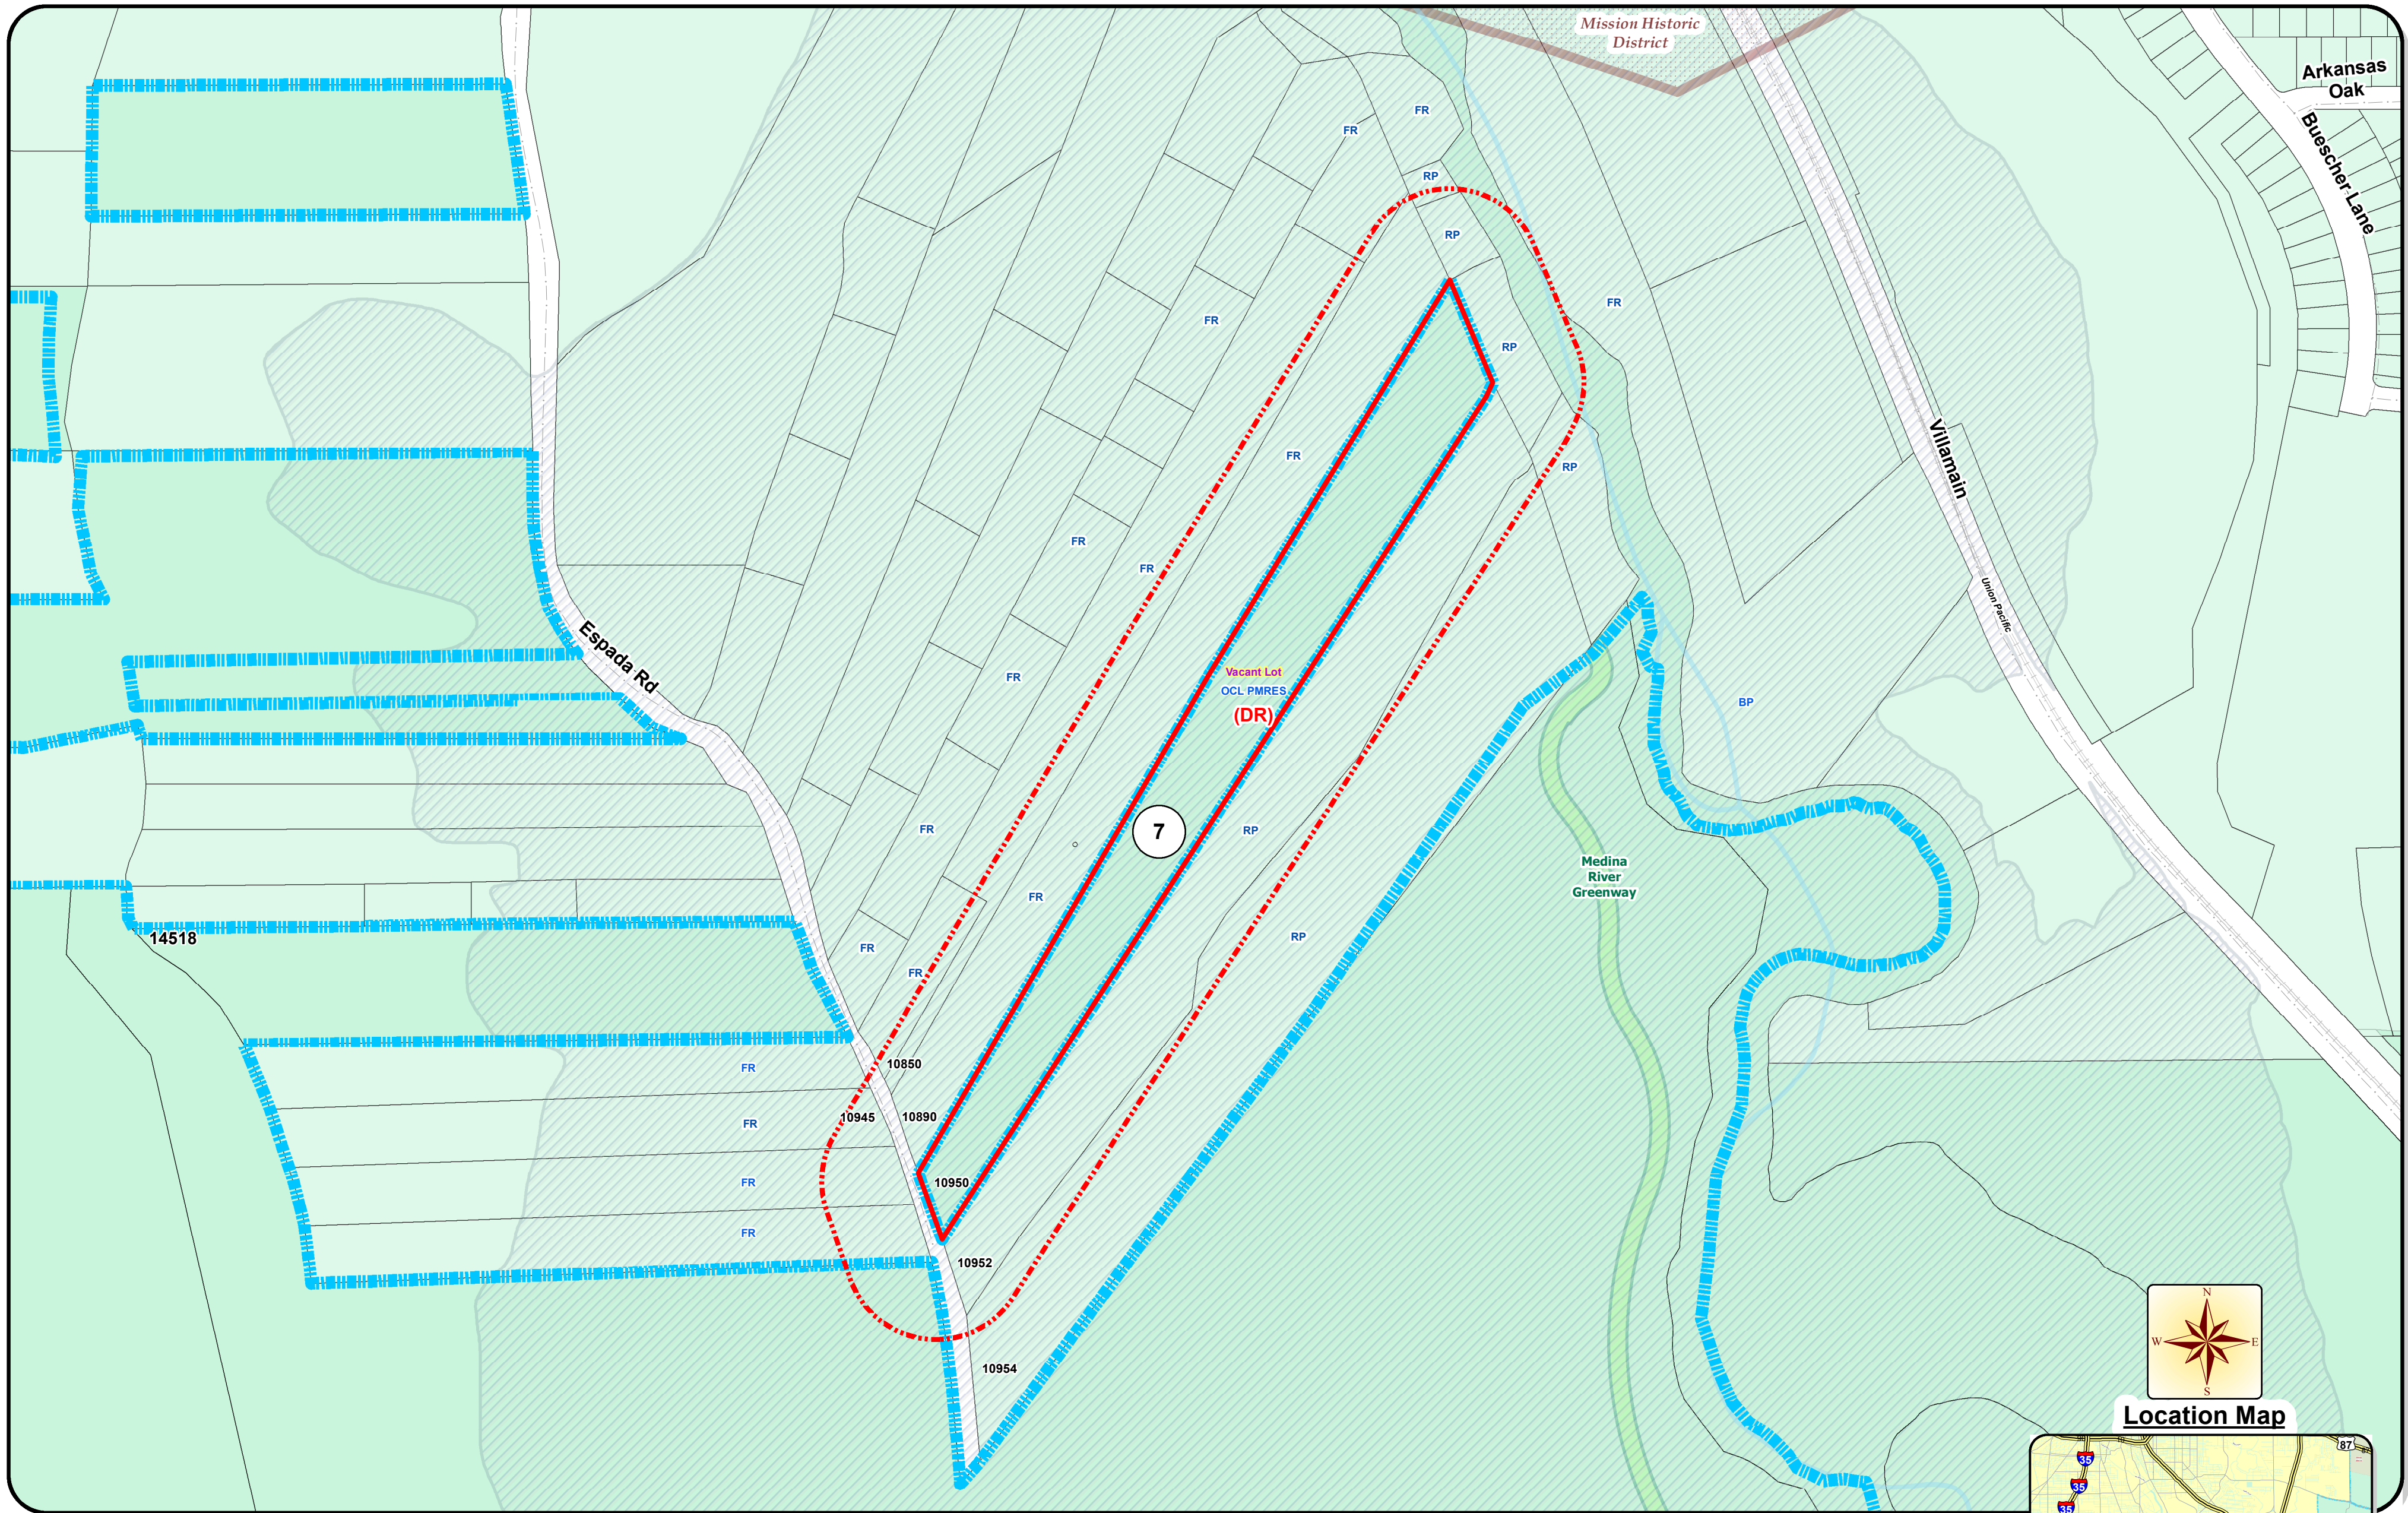 Mission Historic
District
Arkansas
Oak
Buescher Lane
FR
FR
RP
RP
FR
FR
RP
Villamain
FR
RP
FR
FR
Union Pacific
Espada Rd
FR
Vacant Lot
OCL PMRES
(DR)
BP
7
FR
RP
Medina
River
Greenway
FR
14518
FR
RP
FR
10850
FR
10945
10890
FR
FR
10950
FR
10952
10954
N
W
E
S
Location Map
87
35
35
35